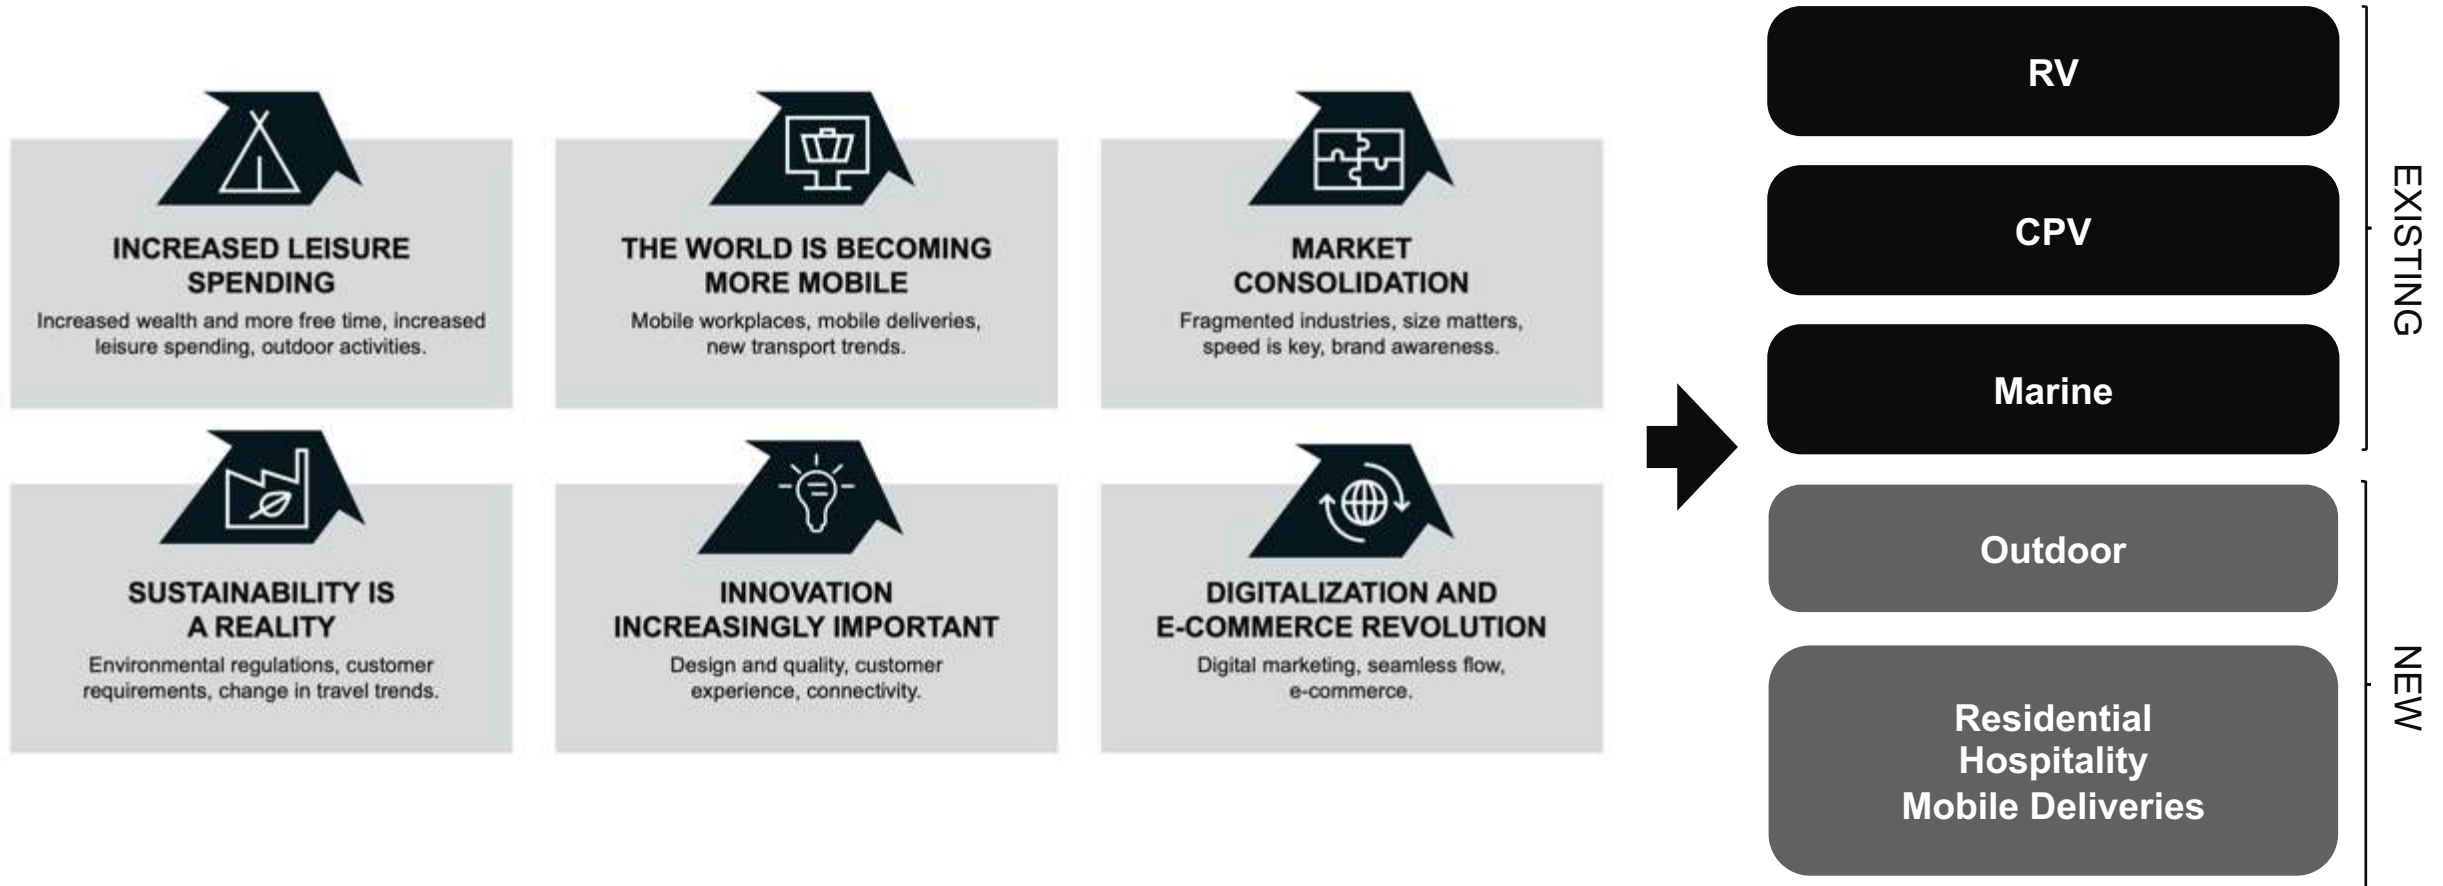 INCREASED LEISURE
SPENDING
Increased wealth and more free time, increased
leisure spending, outdoor activities.
THE WORLD IS BECOMING
MORE MOBILE
Mobile workplaces, mobile deliveries,
new transport trends.
MARKET
CONSOLIDATION
Fragmented industries, size matters,
speed is key, brand awareness.
SUSTAINABILITY IS
A REALITY
Environmental regulations, customer
requirements, change in travel trends.
INNOVATION
INCREASINGLY IMPORTANT
Design and quality, customer
experience, connectivity.
DIGITALIZATION AND
E-COMMERCE REVOLUTION
Digital marketing, seamless flow,
e-commerce.
RV
CPV
Marine
EXISTING
Outdoor
Residential
Hospitality
Mobile Deliveries
NEW